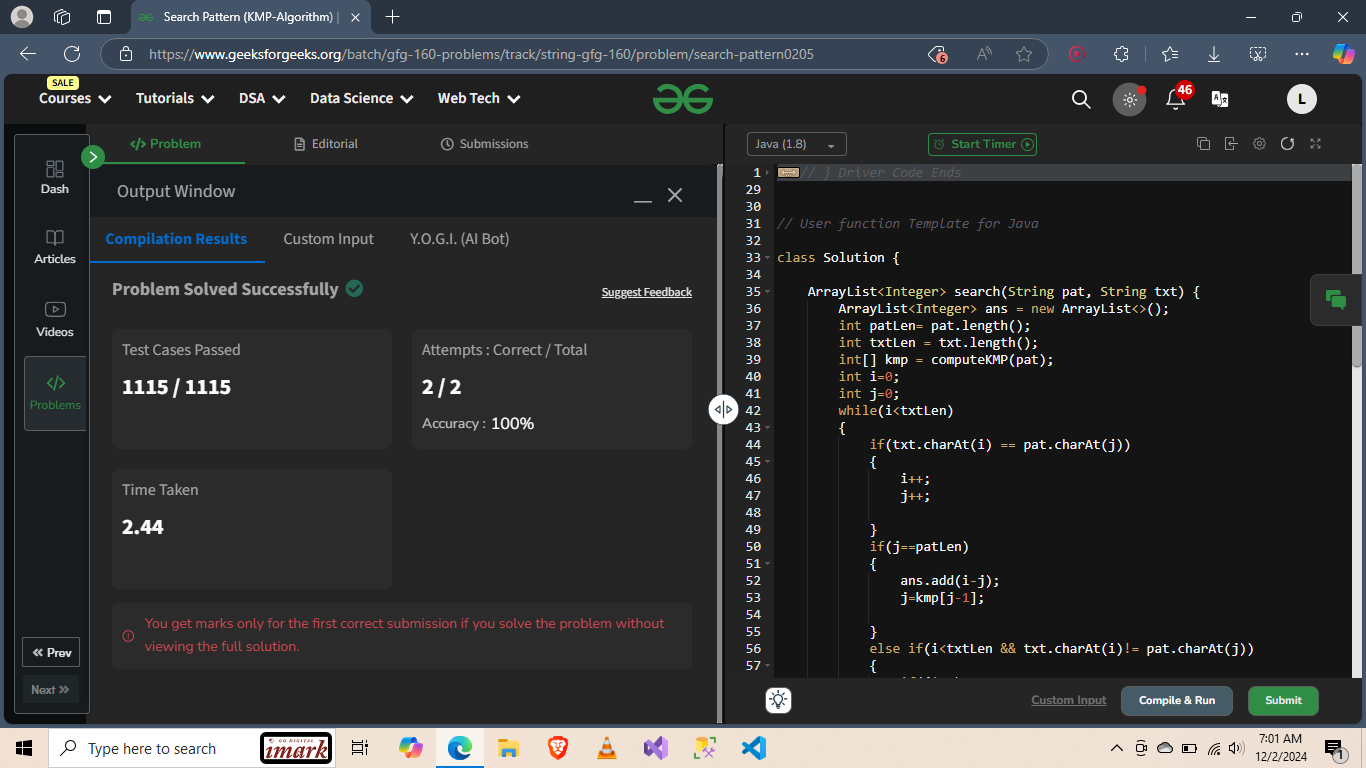 Search Pattern (KMP-Algorithm) |
https://www.geeksforgeeks.org/batch/gfg-160-problems/track/string-gfg-160/problem/search-pattern0205
6
SALE
Courses
Tutorials
DSA
Data Science
Web Tech
46
L
Dash
Articles
Videos
Problems
Prev
Next
Problem
Editorial
Submissions
Output Window
Compilation Results
Custom Input
Y.O.G.I. (AI Bot)
Problem Solved Successfully
Suggest Feedback
Test Cases Passed
1115 / 1115
Attempts : Correct / Total
2 / 2
Accuracy : 100%
Time Taken
2.44
You get marks only for the first correct submission if you solve the problem without
viewing the full solution.
Java (1.8)
Start Timer
1 // } Driver Code Ends
29
30
31 // User function Template for Java
32
33 class Solution {
34
35 ArrayList<Integer> search(String pat, String txt) {
36 ArrayList<Integer> ans = new ArrayList<>();
37 int patLen= pat.length();
38 int txtLen = txt.length();
39 int[] kmp = computeKMP(pat);
40 int i=0;
41 int j=0;
42 while(i<txtLen)
43 {
44 if(txt.charAt(i) == pat.charAt(j))
45 {
46 i++;
47 j++;
48
49 }
50 if(j==patLen)
51 {
52 ans.add(i-j);
53 j=kmp[j-1];
54
55 }
56 else if(i<txtLen && txt.charAt(i)!= pat.charAt(j))
57 {
Custom Input
Compile & Run
Submit
Type here to search
GO DIGITAL
imark
7:01 AM
12/2/2024
1